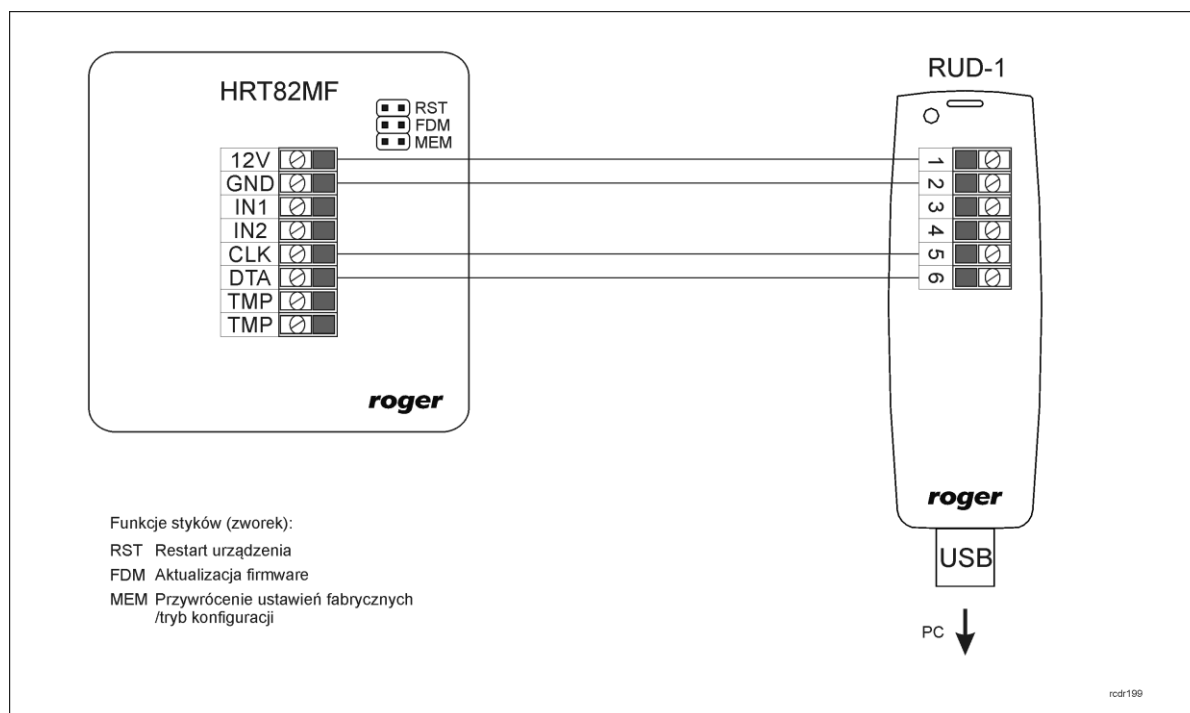 HRT82MF
RST
FDM
MEM
12V
GND
IN1
IN2
CLK
DTA
TMP
TMP
roger
RUD-1
1
2
3
4
5
6
roger
USB
PC
Funkcje styków (zworek):
RST Restart urządzenia
FDM Aktualizacja firmware
MEM Przywrócenie ustawień fabrycznych
/tryb konfiguracji
rcdr199